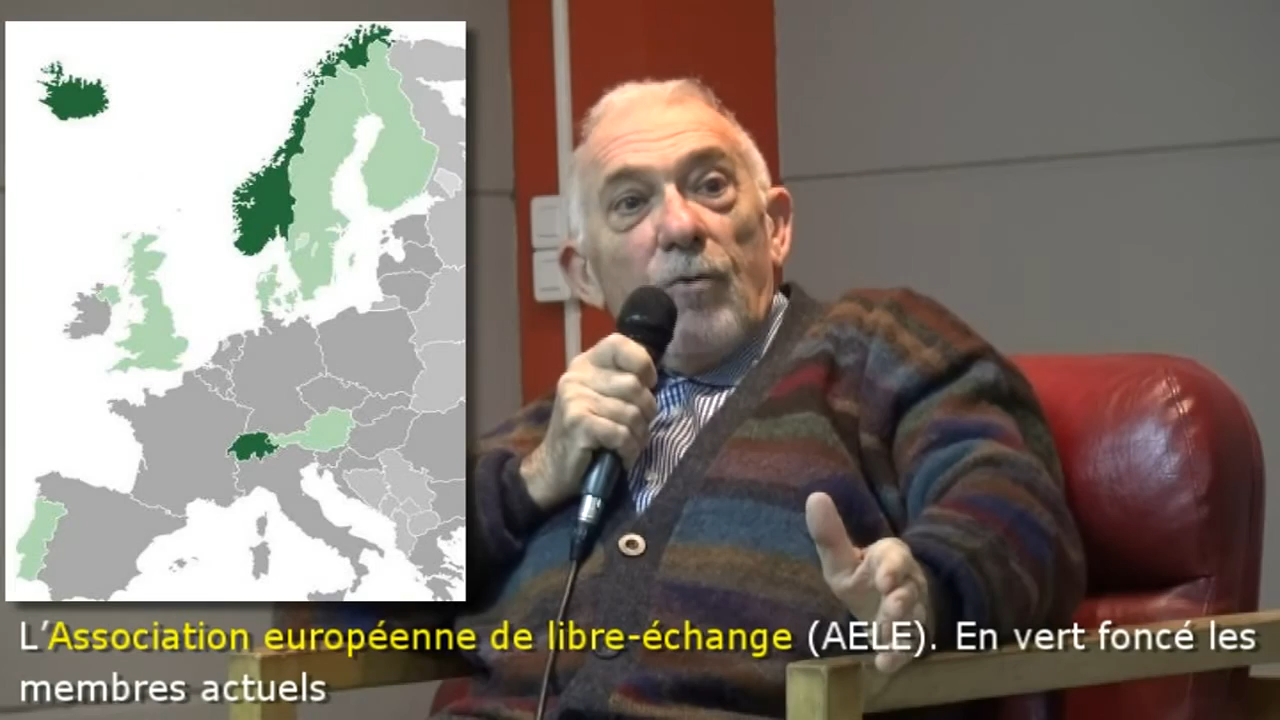 L'Association européenne de libre-échange (AELE). En vert foncé les
membres actuels